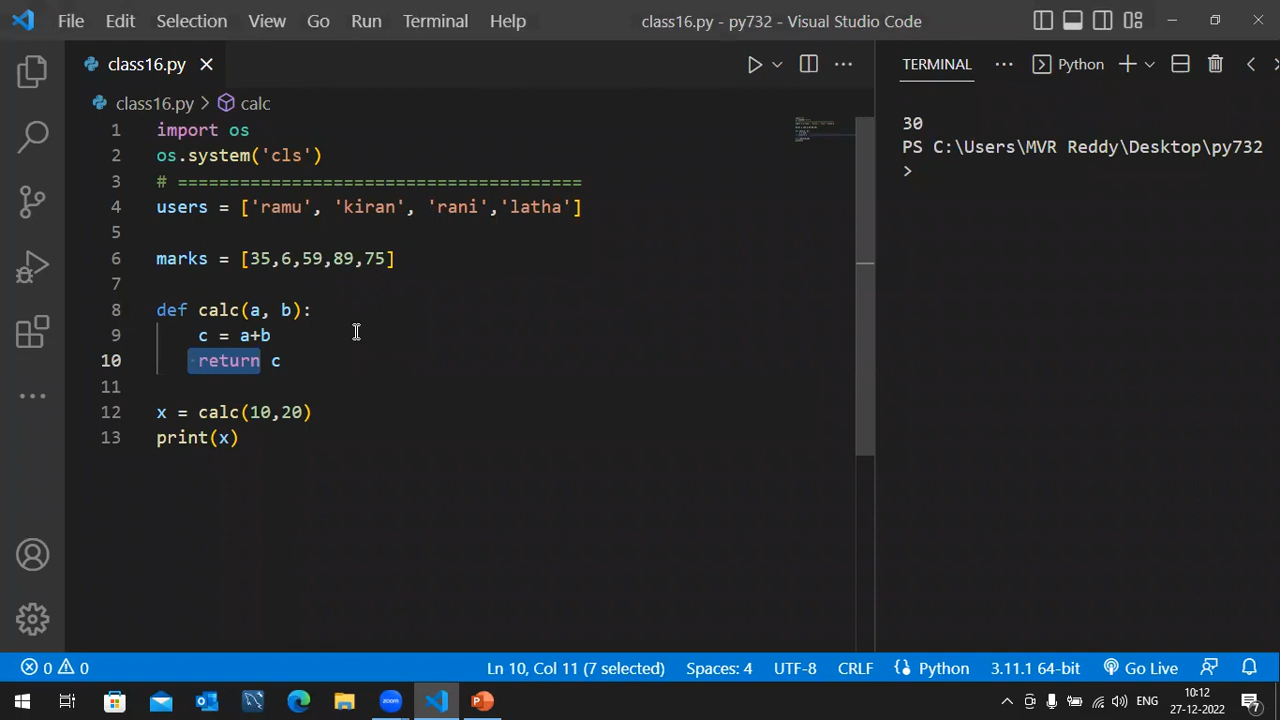 File Edit Selection View Go Run Terminal Help class16.py - py732 - Visual Studio Code
class16.py
class16.py > calc
1 import os
2 os.system('cls')
3 # =======================================
4 users = ['ramu', 'kiran', 'rani','latha']
5
6 marks = [35,6,59,89,75]
7
8 def calc(a, b):
9     c = a+b
10     return c
11
12 x = calc(10,20)
13 print(x)
TERMINAL ... Python
30
PS C:\Users\MVR Reddy\Desktop\py732
>
0 0 Ln 10, Col 11 (7 selected) Spaces: 4 UTF-8 CRLF Python 3.11.1 64-bit Go Live
zoom ENG 10:12
27-12-2022 7